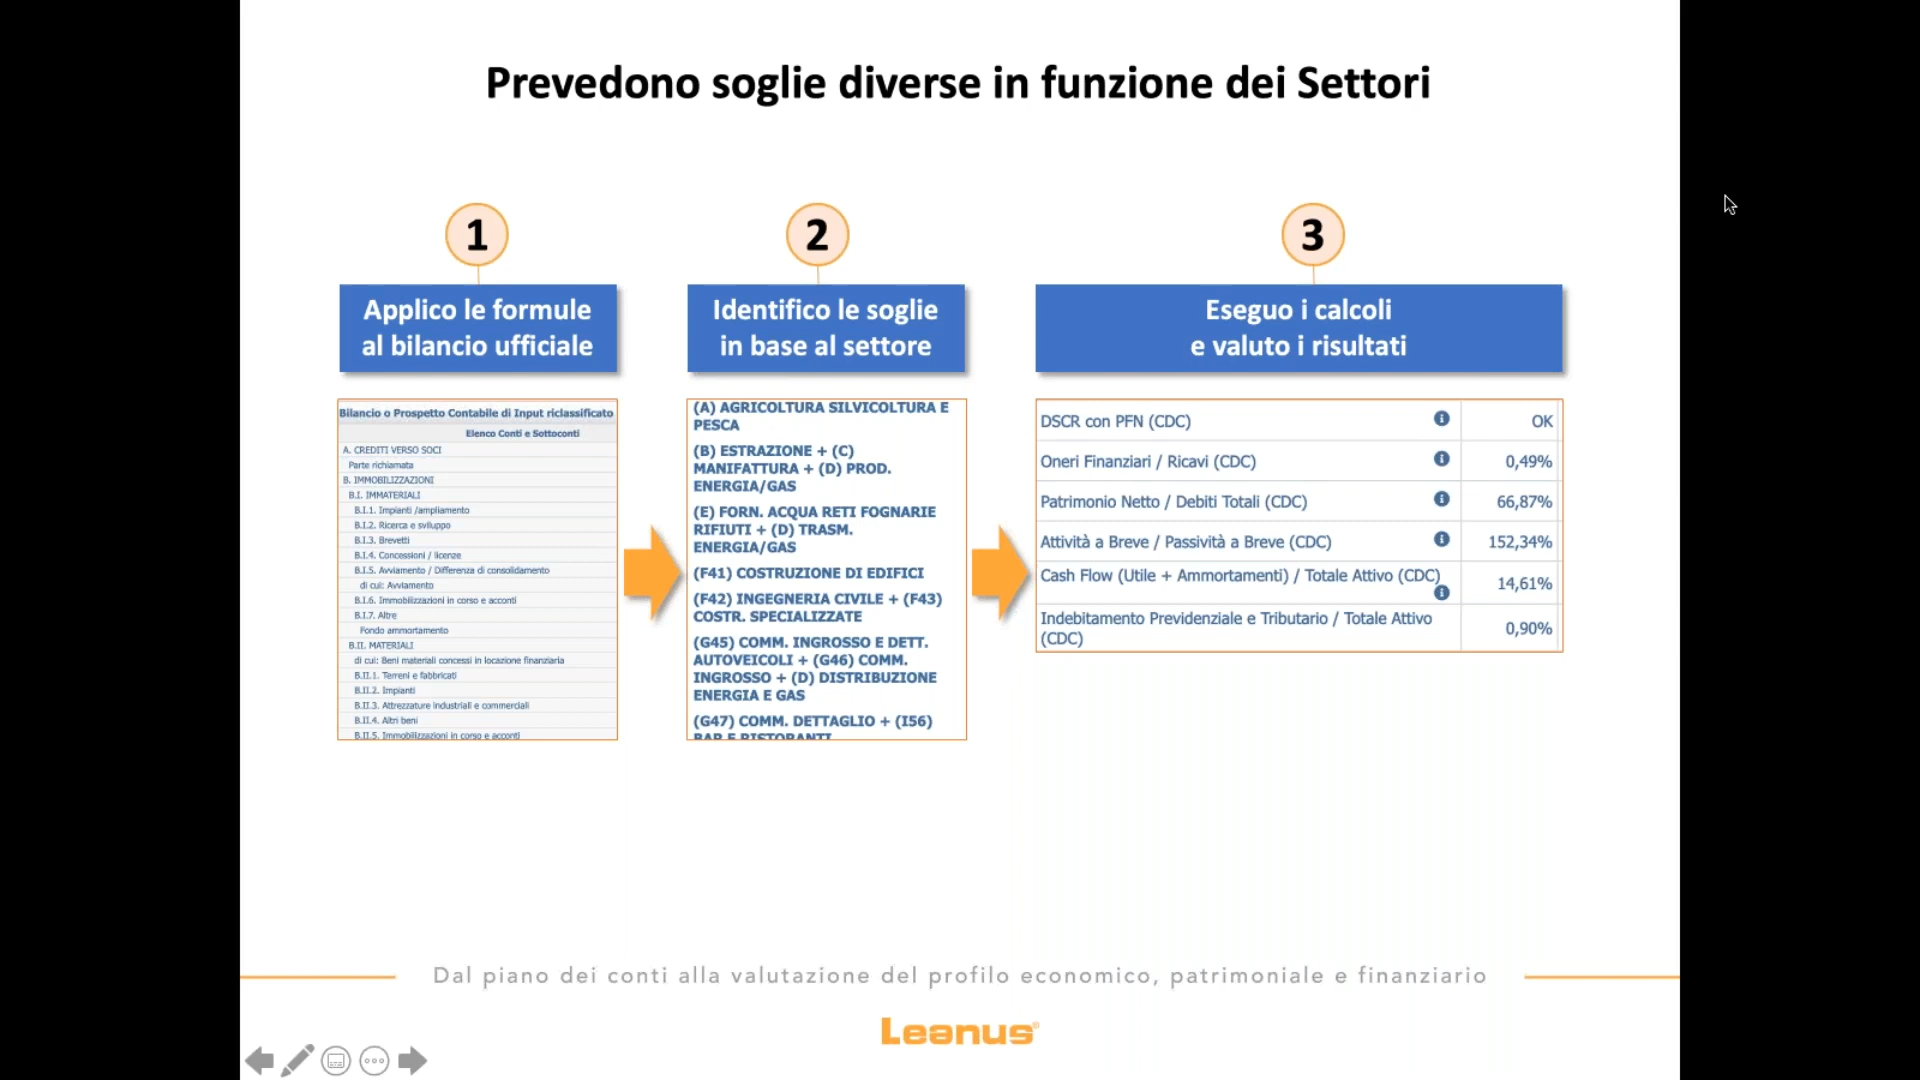 Prevedono soglie diverse in funzione dei Settori
1
Applico le formule
al bilancio ufficiale
Bilancio o Prospetto Contabile di Input riclassificato
Elenco Conti e Sottoconti
A. CREDITI VERSO SOCI
Parte richiamata
B. IMMOBILIZZAZIONI
B.I. IMMATERIALI
B.I.1. Impianti /ampliamento
B.I.2. Ricerca e sviluppo
B.I.3. Brevetti
B.I.4. Concessioni / licenze
B.I.5. Avviamento / Differenza di consolidamento
di cui: Avviamento
B.I.6. Immobilizzazioni in corso e acconti
B.I.7. Altre
Fondo ammortamento
B.II. MATERIALI
di cui: Beni materiali concessi in locazione finanziaria
B.II.1. Terreni e fabbricati
B.II.2. Impianti
B.II.3. Attrezzature industriali e commerciali
B.II.4. Altri beni
B.II.5. Immobilizzazioni in corso e acconti
2
Identifico le soglie
in base al settore
(A) AGRICOLTURA SILVICOLTURA E
PESCA
(B) ESTRAZIONE + (C)
MANIFATTURA + (D) PROD.
ENERGIA/GAS
(E) FORN. ACQUA RETI FOGNARIE
RIFIUTI + (D) TRASM.
ENERGIA/GAS
(F41) COSTRUZIONE DI EDIFICI
(F42) INGEGNERIA CIVILE + (F43)
COSTR. SPECIALIZZATE
(G45) COMM. INGROSSO E DETT.
AUTOVEICOLI + (G46) COMM.
INGROSSO + (D) DISTRIBUZIONE
ENERGIA E GAS
(G47) COMM. DETTAGLIO + (I56)
BAR E RISTORANTI
3
Eseguo i calcoli
e valuto i risultati
DSCR con PFN (CDC) OK
Oneri Finanziari / Ricavi (CDC) 0,49%
Patrimonio Netto / Debiti Totali (CDC) 66,87%
Attività a Breve / Passività a Breve (CDC) 152,34%
Cash Flow (Utile + Ammortamenti) / Totale Attivo (CDC) 14,61%
Indebitamento Previdenziale e Tributario / Totale Attivo
(CDC) 0,90%
Dal piano dei conti alla valutazione del profilo economico, patrimoniale e finanziario
Leanus®